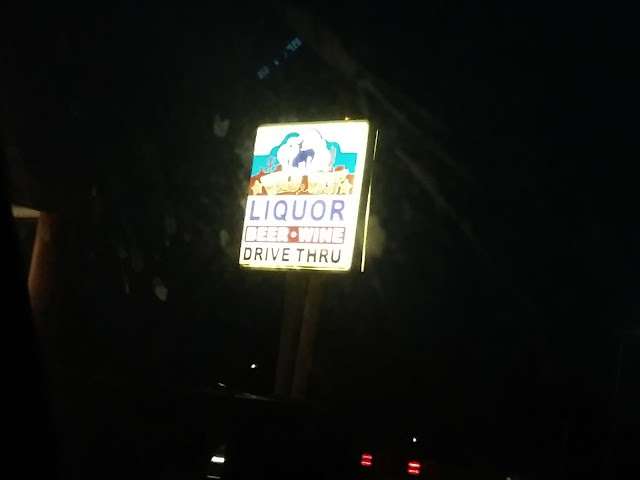 LIQUOR
BEER • WINE
DRIVE THRU